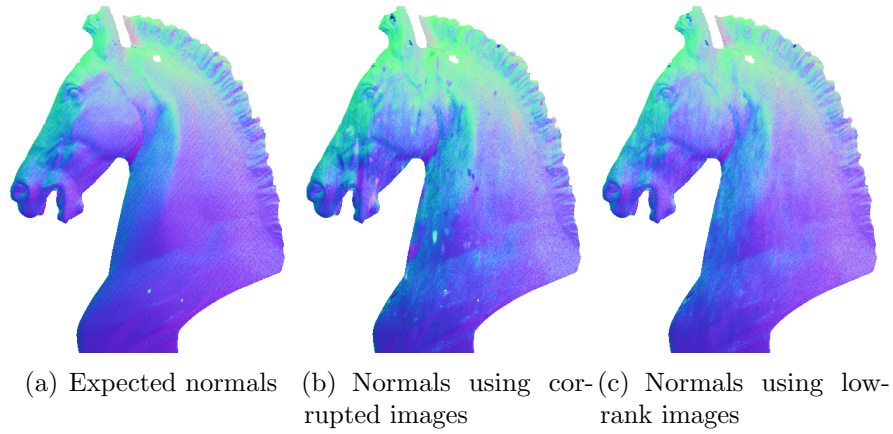 (a) Expected normals
(b) Normals using cor-
rupted images
(c) Normals using low-
rank images